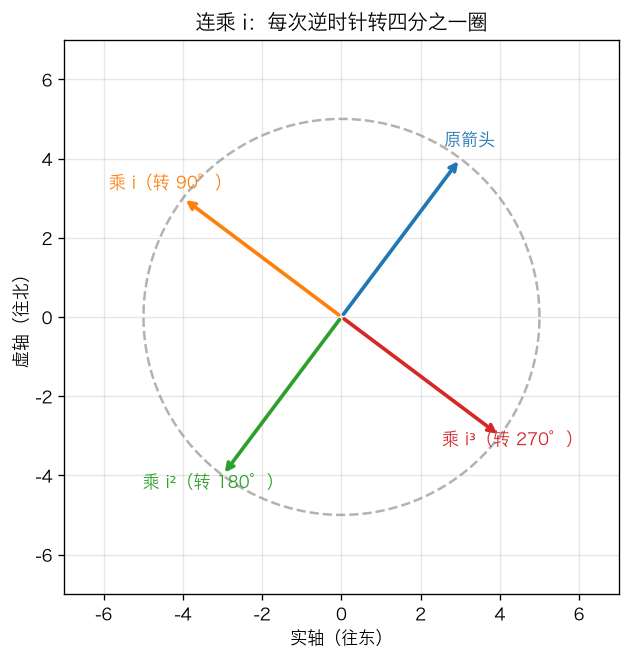 连乘 i：每次逆时针转四分之一圈
6
原箭头
4
乘 i（转 90°）
2
虚轴（往北）
0
-2
乘 i³（转 270°）
-4
乘 i²（转 180°）
-6
-6 -4 -2 0 2 4 6
实轴（往东）